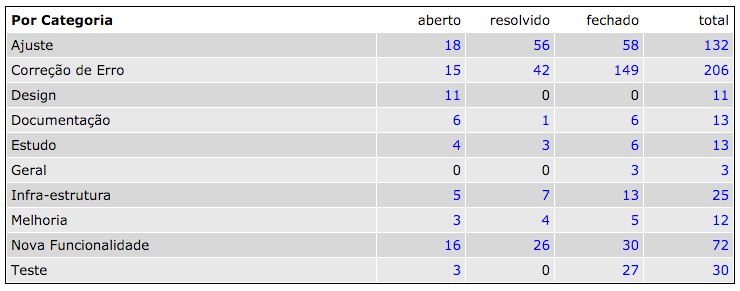 Por Categoria aberto resolvido fechado total
Ajuste 18 56 58 132
Correção de Erro 15 42 149 206
Design 11 0 0 11
Documentação 6 1 6 13
Estudo 4 3 6 13
Geral 0 0 3 3
Infra-estrutura 5 7 13 25
Melhoria 3 4 5 12
Nova Funcionalidade 16 26 30 72
Teste 3 0 27 30